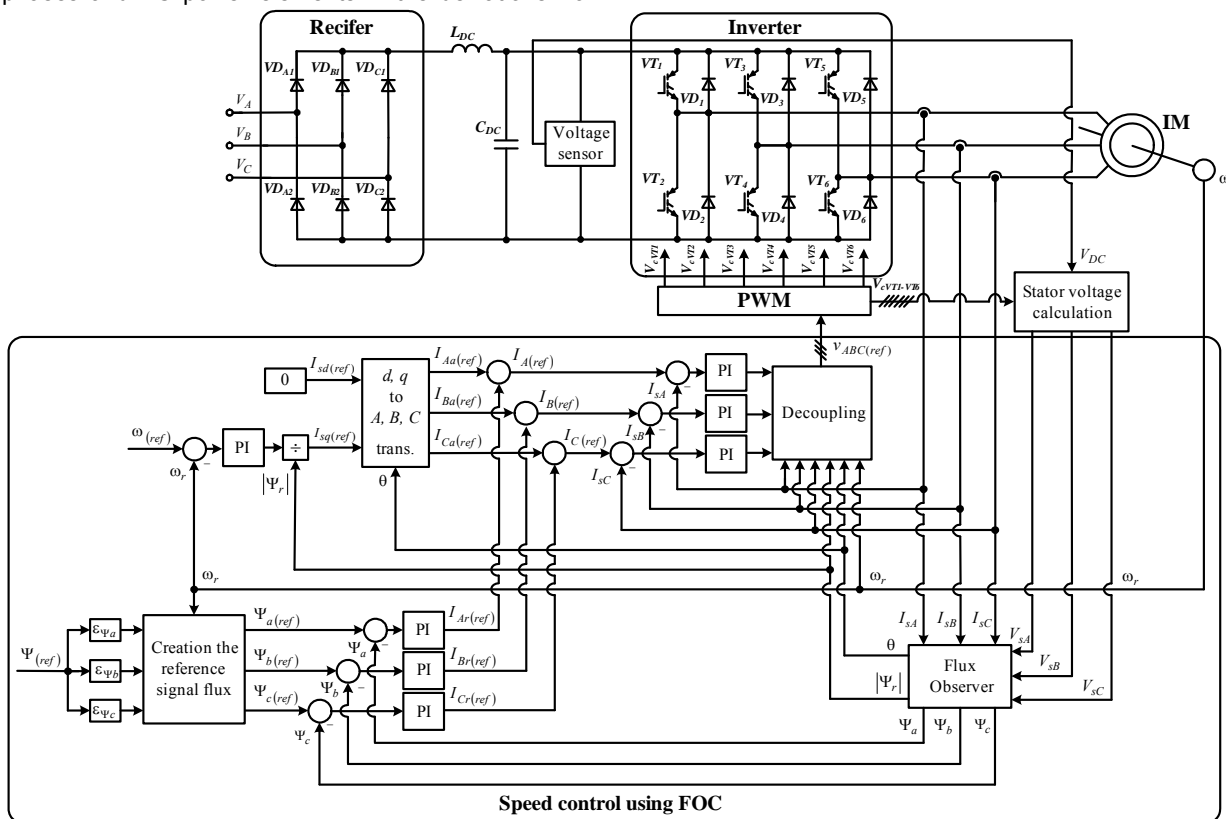 Recifer
L_DC
Inverter
VD_A1
VD_B1
VD_C1
VT_1
VT_3
VT_5
VD_1
VD_3
VD_5
V_A
V_B
V_C
C_DC
Voltage
sensor
IM
ω
VD_A2
VD_B2
VD_C2
VT_2
VT_4
VT_6
VD_2
VD_4
VD_6
V_cVT1
V_cVT2
V_cVT3
V_cVT4
V_cVT5
V_cVT6
V_DC
PWM
V_cVT1-VT6
Stator voltage
calculation
v_ABC(ref)
0
I_sd(ref)
d, q
to
A, B, C
trans.
I_Aa(ref)
I_A(ref)
I_sA
PI
Decoupling
I_Ba(ref)
I_B(ref)
I_sB
PI
I_Ca(ref)
I_C(ref)
I_sC
PI
ω_(ref)
PI
÷
I_sq(ref)
ω_r
|Ψ_r|
θ
ω_r
ω_r
ω_r
Ψ_(ref)
ε_Ψa
ε_Ψb
ε_Ψc
Creation the
reference
signal flux
Ψ_a(ref)
Ψ_a
PI
I_Ar(ref)
Ψ_b(ref)
Ψ_b
PI
I_Br(ref)
Ψ_c(ref)
Ψ_c
PI
I_Cr(ref)
I_sA
I_sB
I_sC
θ
|Ψ_r|
Flux
Observer
V_sA
V_sB
V_sC
Ψ_a
Ψ_b
Ψ_c
Speed control using FOC